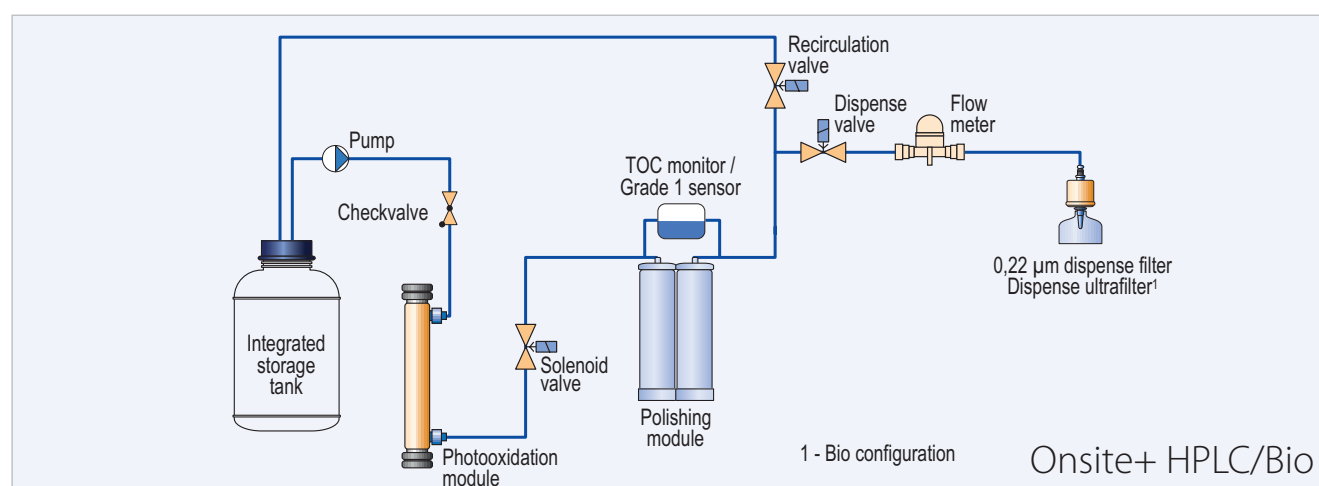 Recirculation
valve
Dispense
valve
Flow
meter
Pump
TOC monitor /
Grade 1 sensor
Checkvalve
0,22 µm dispense filter
Dispense ultrafilter¹
Integrated
storage
tank
Solenoid
valve
Polishing
module
Photooxidation
module
1 - Bio configuration
Onsite+ HPLC/Bio